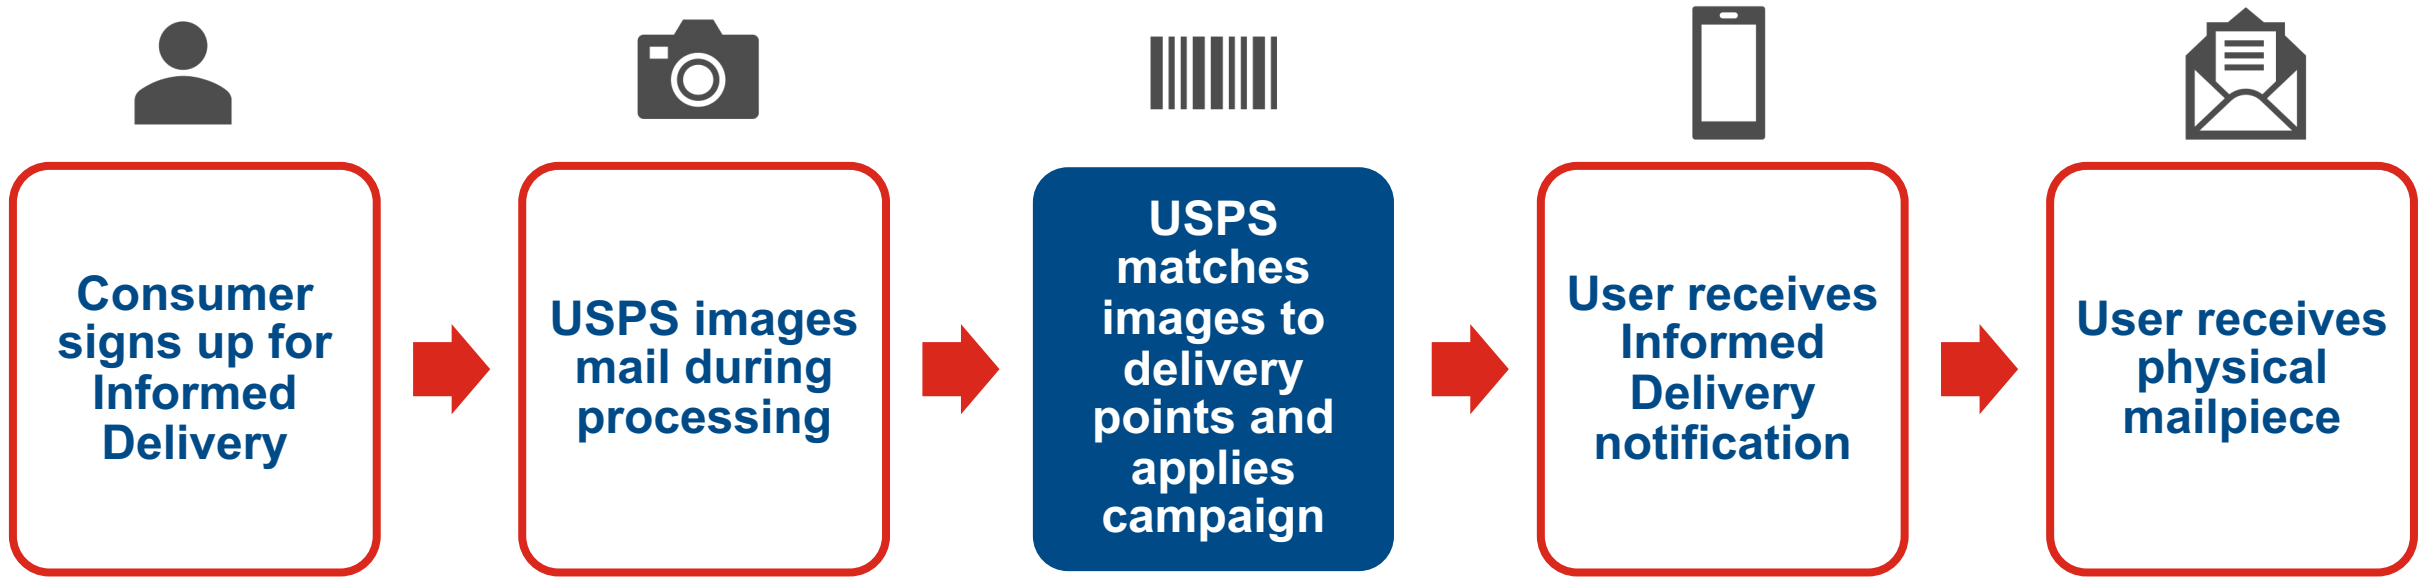 Consumer
signs up for
Informed
Delivery
USPS images
mail during
processing
USPS
matches
images to
delivery
points and
applies
campaign
User receives
Informed
Delivery
notification
User receives
physical
mailpiece